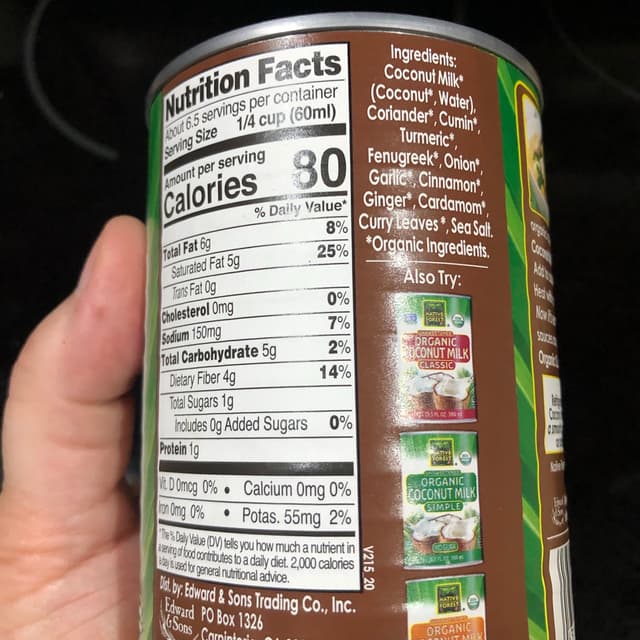 Nutrition Facts
About 6.5 servings per container
Serving Size 1/4 cup (60ml)
Amount per serving
Calories 80
% Daily Value*
Total Fat 6g 8%
Saturated Fat 5g 25%
Trans Fat 0g
Cholesterol 0mg 0%
Sodium 150mg 7%
Total Carbohydrate 5g 2%
Dietary Fiber 4g 14%
Total Sugars 1g
Includes 0g Added Sugars 0%
Protein 1g
Vit. D 0mcg 0% • Calcium 0mg 0%
Iron 0mg 0% • Potas. 55mg 2%
*The % Daily Value (DV) tells you how much a nutrient in
a serving of food contributes to a daily diet. 2,000 calories
a day is used for general nutritional advice.
V215 20
Dist. by: Edward & Sons Trading Co., Inc.
Edward & Sons
PO Box 1326
Ingredients:
Coconut Milk*
(Coconut*, Water),
Coriander*, Cumin*,
Turmeric*,
Fenugreek*, Onion*,
Garlic*, Cinnamon*,
Ginger*, Cardamom*,
Curry Leaves*, Sea Salt.
*Organic Ingredients.
Also Try:
NATIVE
FOREST
ORGANIC
COCONUT MILK
CLASSIC
NATIVE
FOREST
ORGANIC
COCONUT MILK
SIMPLE
NATIVE
FOREST
ORGANIC
COCONUT MILK